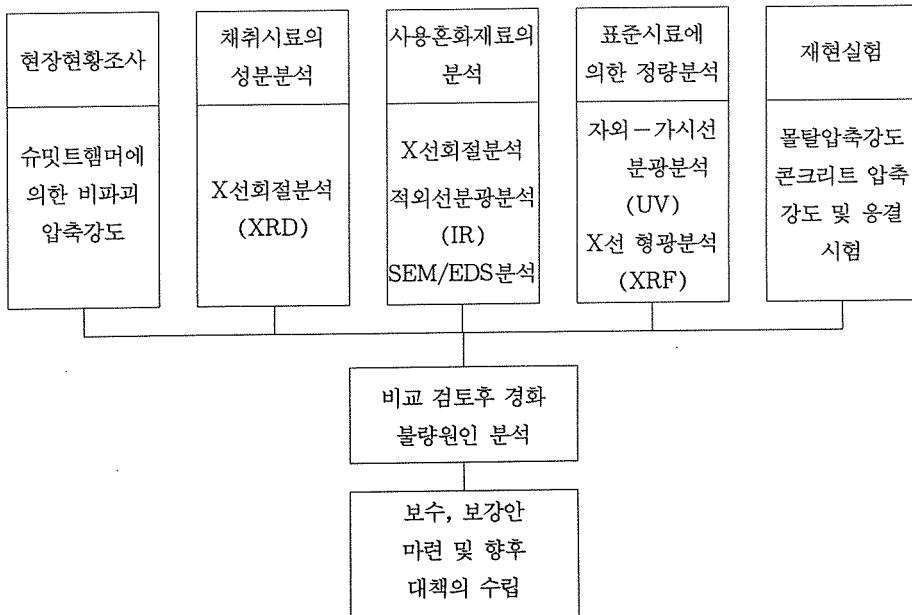 현장현황조사
슈밋트햄머에
의한 비파괴
압축강도
채취시료의
성분분석
X선회절분석
(XRD)
사용혼화재료의
분석
X선회절분석
적외선분광분석
(IR)
SEM/EDS분석
표준시료에
의한 정량분석
자외-가시선
분광분석
(UV)
X선 형광분석
(XRF)
재현실험
몰탈압축강도
콘크리트 압축
강도 및 응결
시험
비교 검토후 경화
불량원인 분석
보수, 보강안
마련 및 향후
대책의 수립